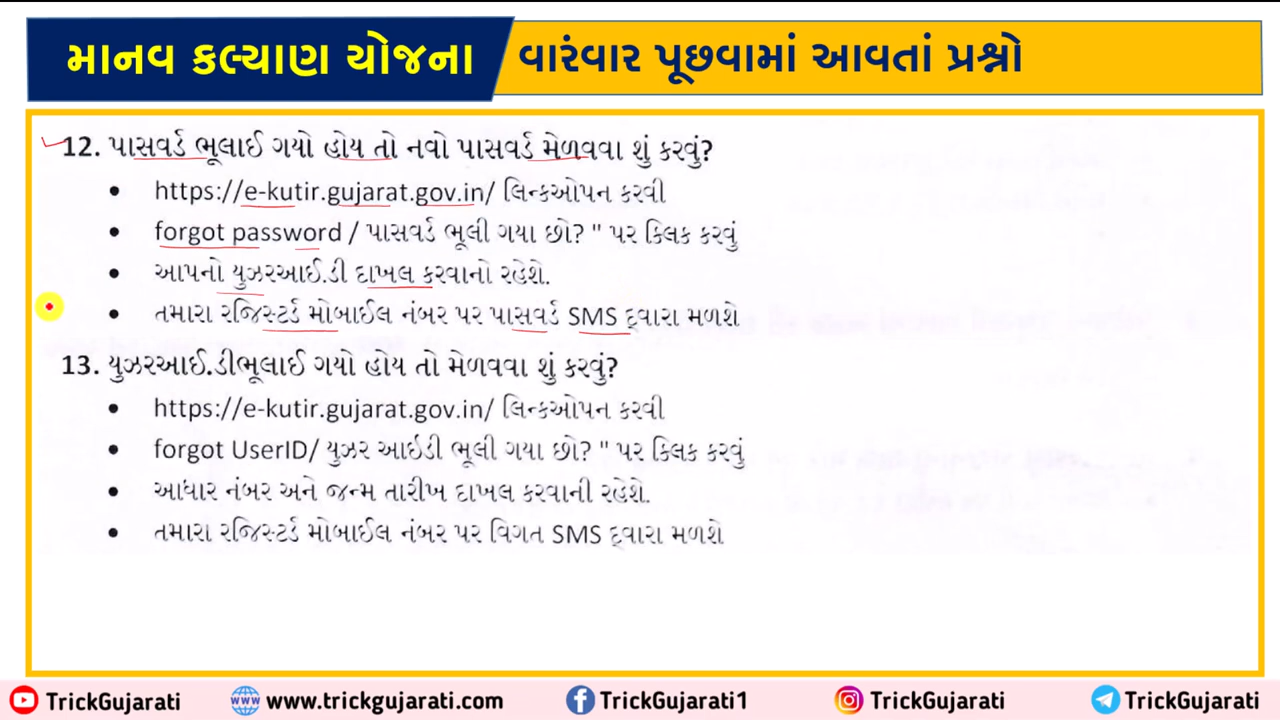 માનવ કલ્યાણ યોજના વારંવાર પૂછવામાં આવતાં પ્રશ્નો
12. પાસવર્ડ ભૂલાઈ ગયો હોય તો નવો પાસવર્ડ મેળવવા શું કરવું?
• https://e-kutir.gujarat.gov.in/ લિન્કઓપન કરવી
• forgot password / પાસવર્ડ ભૂલી ગયા છો? " પર ક્લિક કરવું
• આપનો યુઝરઆઈ.ડી દાખલ કરવાનો રહેશે.
• તમારા રજિસ્ટર્ડ મોબાઈલ નંબર પર પાસવર્ડ SMS દ્વારા મળશે
13. યુઝરઆઈ.ડીભૂલાઈ ગયો હોય તો મેળવવા શું કરવું?
• https://e-kutir.gujarat.gov.in/ લિન્કઓપન કરવી
• forgot UserID/ યુઝર આઇડી ભૂલી ગયા છો? " પર ક્લિક કરવું
• આધાર નંબર અને જન્મ તારીખ દાખલ કરવાની રહેશે.
• તમારા રજિસ્ટર્ડ મોબાઈલ નંબર પર વિગત SMS દ્વારા મળશે
TrickGujarati www.trickgujarati.com TrickGujarati1 TrickGujarati TrickGujarati